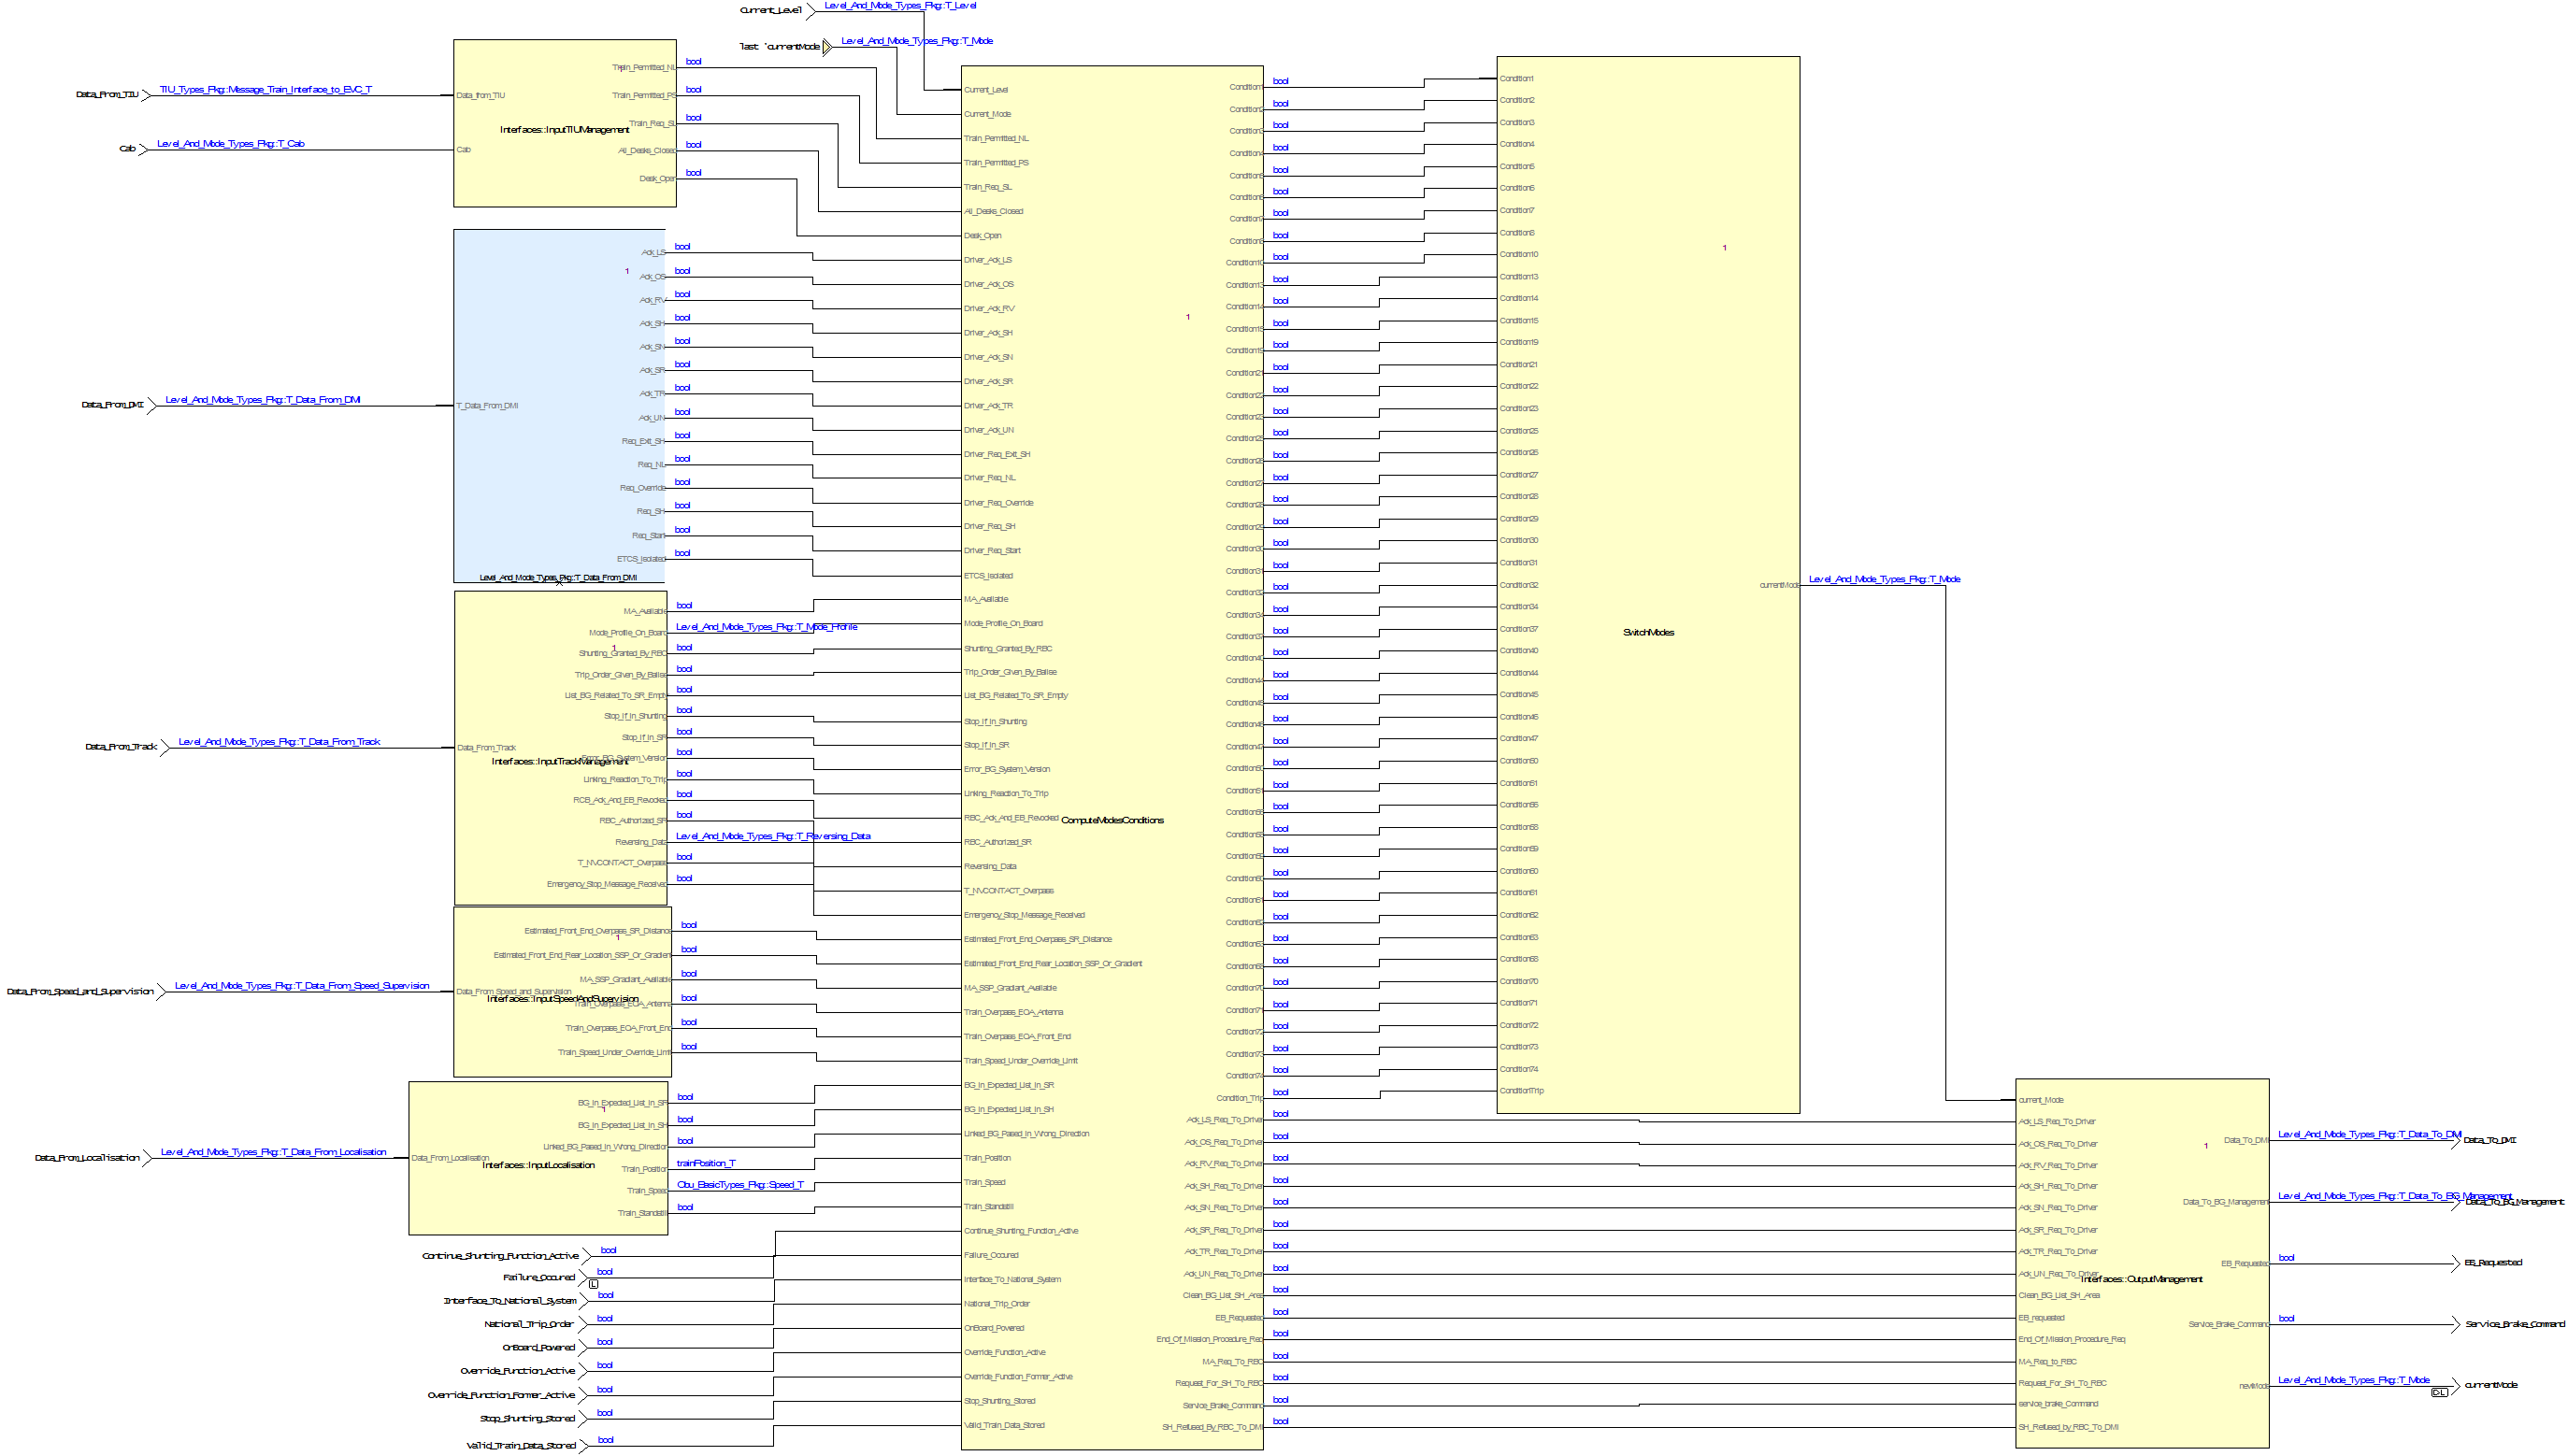 Current_Level
Level_And_Mode_Types_Pkg::T_Level
last 'currentMode
Level_And_Mode_Types_Pkg::T_Mode
Data_From_TIU
TIU_Types_Pkg::Message_Train_Interface_to_EVC_T
Cab
Level_And_Mode_Types_Pkg::T_Cab
Data_from_TIU
Cab
Interfaces::InputTIUManagement
Train_Permitted_NL
bool
Train_Permitted_PS
bool
Train_Req_SL
bool
All_Desks_Closed
bool
Desk_Open
bool
Data_From_DMI
Level_And_Mode_Types_Pkg::T_Data_From_DMI
T_Data_From_DMI
1
Ack_LS
bool
Ack_OS
bool
Ack_RV
bool
Ack_SH
bool
Ack_SN
bool
Ack_SR
bool
Ack_TR
bool
Ack_UN
bool
Req_Exit_SH
bool
Req_NL
bool
Req_Override
bool
Req_SH
bool
Req_Start
bool
ETCS_Isolated
bool
Level_And_Mode_Types_Pkg::T_Data_From_DMI
Data_From_Track
Level_And_Mode_Types_Pkg::T_Data_From_Track
Data_From_Track
Interfaces::InputTrackManagement
1
MA_Available
bool
Mode_Profile_On_Board
Level_And_Mode_Types_Pkg::T_Mode_Profile
Shunting_Granted_By_RBC
bool
Trip_Order_Given_By_Balise
bool
List_BG_Related_To_SR_Empty
bool
Stop_If_In_Shunting
bool
Stop_If_In_SR
bool
Error_BG_System_Version
bool
Linking_Reaction_To_Trip
bool
RCB_Ack_And_EB_Revocked
bool
RBC_Authorized_SR
bool
Reversing_Data
Level_And_Mode_Types_Pkg::T_Reversing_Data
T_NVCONTACT_Overpass
bool
Emergency_Stop_Message_Received
bool
Data_From_Speed_and_Supervision
Level_And_Mode_Types_Pkg::T_Data_From_Speed_Supervision
Data_From_Speed_and_Supervision
Interfaces::InputSpeedAndSupervision
1
Estimated_Front_End_Overpass_SR_Distance
bool
Estimated_Front_End_Rear_Location_SSP_Or_Gradient
bool
MA_SSP_Gradiant_Available
bool
Train_Overpass_EOA_Antenna
bool
Train_Overpass_EOA_Front_End
bool
Train_Speed_Under_Override_Limit
bool
Data_From_Localisation
Level_And_Mode_Types_Pkg::T_Data_From_Localisation
Data_From_Localisation
Interfaces::InputLocalisation
1
BG_In_Expected_List_In_SR
bool
BG_In_Expected_List_In_SH
bool
Linked_BG_Pased_In_Wrong_Direction
bool
Train_Position
trainPosition_T
Train_Speed
Obu_BasicTypes_Pkg::Speed_T
Train_Standstill
bool
Continue_Shunting_Function_Active
bool
Failure_Occured
bool
L
Interface_To_National_System
bool
National_Trip_Order
bool
OnBoard_Powered
bool
Override_Function_Active
bool
Override_Function_Former_Active
bool
Stop_Shunting_Stored
bool
Valid_Train_Data_Stored
bool
Current_Level
Current_Mode
Train_Permitted_NL
Train_Permitted_PS
Train_Req_SL
All_Desks_Closed
Desk_Open
Driver_Ack_LS
Driver_Ack_OS
Driver_Ack_RV
Driver_Ack_SH
Driver_Ack_SN
Driver_Ack_SR
Driver_Ack_TR
Driver_Ack_UN
Driver_Req_Exit_SH
Driver_Req_NL
Driver_Req_Override
Driver_Req_SH
Driver_Req_Start
ETCS_Isolated
MA_Available
Mode_Profile_On_Board
Shunting_Granted_By_RBC
Trip_Order_Given_By_Balise
List_BG_Related_To_SR_Empty
Stop_If_In_Shunting
Stop_If_In_SR
Error_BG_System_Version
Linking_Reaction_To_Trip
RBC_Ack_And_EB_Revocked
RBC_Authorized_SR
Reversing_Data
T_NVCONTACT_Overpass
Emergency_Stop_Message_Received
Estimated_Front_End_Overpass_SR_Distance
Estimated_Front_End_Rear_Location_SSP_Or_Gradient
MA_SSP_Gradiant_Available
Train_Overpass_EOA_Antenna
Train_Overpass_EOA_Front_End
Train_Speed_Under_Override_Limit
BG_In_Expected_List_In_SR
BG_In_Expected_List_In_SH
Linked_BG_Pased_In_Wrong_Direction
Train_Position
Train_Speed
Train_Standstill
Continue_Shunting_Function_Active
Failure_Occured
Interface_To_National_System
National_Trip_Order
OnBoard_Powered
Override_Function_Active
Override_Function_Former_Active
Stop_Shunting_Stored
Valid_Train_Data_Stored
ComputeModesConditions
1
Ack_LS_Req_To_Driver
bool
Ack_OS_Req_To_Driver
bool
Ack_RV_Req_To_Driver
bool
Ack_SH_Req_To_Driver
bool
Ack_SN_Req_To_Driver
bool
Ack_SR_Req_To_Driver
bool
Ack_TR_Req_To_Driver
bool
Ack_UN_Req_To_Driver
bool
Clean_BG_List_SH_Area
bool
EB_Requested
bool
End_Of_Mission_Procedure_Req
bool
MA_Req_To_RBC
bool
Request_For_SH_To_RBC
bool
Service_Brake_Command
bool
SH_Refused_By_RBC_To_DMI
bool
Condition1
Condition2
Condition3
Condition4
Condition5
Condition6
Condition7
Condition8
Condition10
Condition13
Condition14
Condition15
Condition19
Condition21
Condition22
Condition23
Condition25
Condition26
Condition27
Condition28
Condition29
Condition30
Condition31
Condition32
Condition34
Condition37
Condition40
Condition44
Condition45
Condition46
Condition47
Condition50
Condition51
Condition56
Condition58
Condition59
Condition60
Condition61
Condition62
Condition63
Condition68
Condition70
Condition71
Condition72
Condition73
Condition74
ConditionTrip
1
SwitchModes
currentMode
Level_And_Mode_Types_Pkg::T_Mode
current_Mode
Ack_LS_Req_To_Driver
Ack_OS_Req_To_Driver
Ack_RV_Req_To_Driver
Ack_SH_Req_To_Driver
Ack_SN_Req_To_Driver
Ack_SR_Req_To_Driver
Ack_TR_Req_To_Driver
Ack_UN_Req_To_Driver
Clean_BG_List_SH_Area
EB_requested
End_Of_Mission_Procedure_Req
MA_Req_to_RBC
Request_For_SH_To_RBC
service_brake_Command
SH_Refused_by_RBC_To_DMI
1
Interfaces::OutputManagement
Data_To_DMI
Level_And_Mode_Types_Pkg::T_Data_To_DMI
Data_To_DMI
Data_To_BG_Management
Level_And_Mode_Types_Pkg::T_Data_To_BG_Management
Data_To_BG_Management
EB_Requested
bool
EB_Requested
Service_Brake_Command
bool
Service_Brake_Command
newMode
Level_And_Mode_Types_Pkg::T_Mode
currentMode